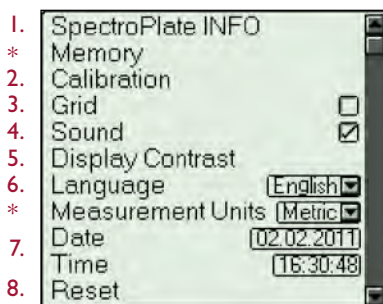 1. SpectroPlate INFO
* Memory
2. Calibration
3. Grid
4. Sound
5. Display Contrast
6. Language English
* Measurement Units Metric
7. Date 02.02.2011
Time 16:30:48
8. Reset